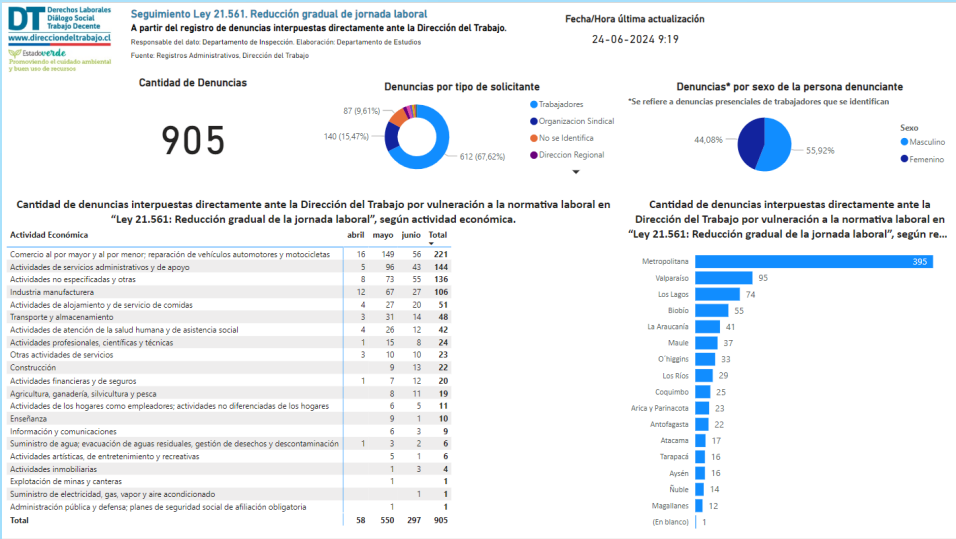 DT Derechos Laborales
Diálogo Social
Trabajo Decente
www.direcciondeltrabajo.cl
Estadoverde
Promoviendo el cuidado ambiental
y buen uso de recursos
Seguimiento Ley 21.561. Reducción gradual de jornada laboral
A partir del registro de denuncias interpuestas directamente ante la Dirección del Trabajo.
Responsable del dato: Departamento de Inspección. Elaboración: Departamento de Estudios
Fuente: Registros Administrativos, Dirección del Trabajo
Fecha/Hora última actualización
24-06-2024 9:19
Cantidad de Denuncias
905
Denuncias por tipo de solicitante
87 (9,61%)
140 (15,47%)
612 (67,62%)
Trabajadores
Organizacion Sindical
No se Identifica
Direccion Regional
Denuncias* por sexo de la persona denunciante
*Se refiere a denuncias presenciales de trabajadores que se identifican
44,08%
55,92%
Sexo
Masculino
Femenino
Cantidad de denuncias interpuestas directamente ante la Dirección del Trabajo por vulneración a la normativa laboral en
“Ley 21.561: Reducción gradual de la jornada laboral”, según actividad económica.
Actividad Económica abril mayo junio Total
Comercio al por mayor y al por menor; reparación de vehículos automotores y motocicletas 16 149 56 221
Actividades de servicios administrativos y de apoyo 5 96 43 144
Actividades no especificadas y otras 8 73 55 136
Industria manufacturera 12 67 27 106
Actividades de alojamiento y de servicio de comidas 4 27 20 51
Transporte y almacenamiento 3 31 14 48
Actividades de atención de la salud humana y de asistencia social 4 26 12 42
Actividades profesionales, científicas y técnicas 1 15 8 24
Otras actividades de servicios 3 10 10 23
Construcción 9 13 22
Actividades financieras y de seguros 1 7 12 20
Agricultura, ganadería, silvicultura y pesca 8 11 19
Actividades de los hogares como empleadores; actividades no diferenciadas de los hogares 6 5 11
Enseñanza 9 1 10
Información y comunicaciones 6 3 9
Suministro de agua; evacuación de aguas residuales, gestión de desechos y descontaminación 1 3 2 6
Actividades artísticas, de entretenimiento y recreativas 5 1 6
Actividades inmobiliarias 1 3 4
Explotación de minas y canteras 1 1
Suministro de electricidad, gas, vapor y aire acondicionado 1 1
Administración pública y defensa; planes de seguridad social de afiliación obligatoria 1 1
Total 58 550 297 905
Cantidad de denuncias interpuestas directamente ante la
Dirección del Trabajo por vulneración a la normativa laboral en
“Ley 21.561: Reducción gradual de la jornada laboral”, según re...
Metropolitana 395
Valparaíso 95
Los Lagos 74
Biobío 55
La Araucanía 41
Maule 37
O´higgins 33
Los Ríos 29
Coquimbo 25
Arica y Parinacota 23
Antofagasta 22
Atacama 17
Tarapacá 16
Aysén 16
Ñuble 14
Magallanes 12
(En blanco) 1